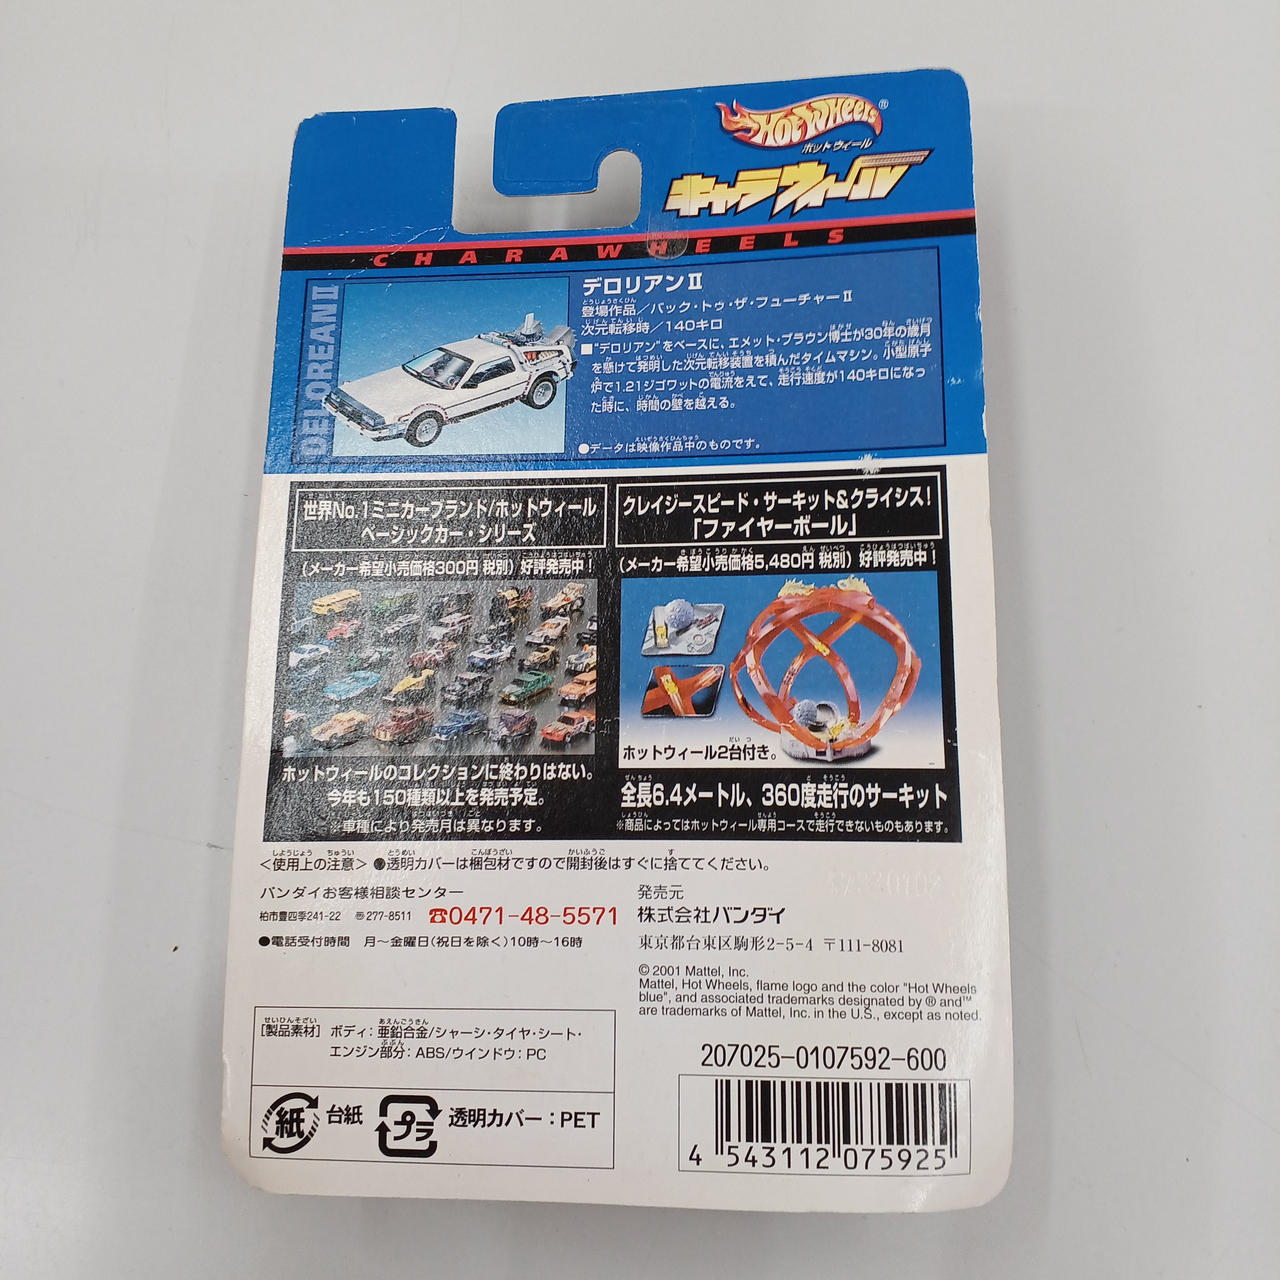 Hot Wheels®
ホットウィール
キャラウィール
CHARAWHEELS
DELOREAN II
デロリアンⅡ
登場作品/バック・トゥ・ザ・フューチャーⅡ
次元転移時/140キロ
■“デロリアン”をベースに、エメット・ブラウン博士が30年の歳月
を懸けて発明した次元転移装置を積んだタイムマシン。小型原子
炉で1.21ジゴワットの電流をえて、走行速度が140キロになっ
た時に、時間の壁を越える。
●データは映像作品中のものです。
世界No.1ミニカーブランド/ホットウィール
ベーシックカー・シリーズ
(メーカー希望小売価格300円 税別) 好評発売中!
ホットウィールのコレクションに終わりはない。
今年も150種類以上を発売予定。
※車種により発売月は異なります。
クレイジースピード・サーキット&クライシス!
「ファイヤーボール」
(メーカー希望小売価格5,480円 税別) 好評発売中!
ホットウィール2台付き。
全長6.4メートル、360度走行のサーキット
※商品によってはホットウィール専用コースで走行できないものもあります。
<使用上の注意> ●透明カバーは梱包材ですので開封後はすぐに捨ててください。
バンダイお客様相談センター
柏市豊四季241-22 〒277-8511 ☎0471-48-5571
●電話受付時間 月~金曜日(祝日を除く)10時~16時
発売元
株式会社バンダイ
東京都台東区駒形2-5-4 〒111-8081
© 2001 Mattel, Inc.
Mattel, Hot Wheels, flame logo and the color "Hot Wheels
blue", and associated trademarks designated by ® and™
are trademarks of Mattel, Inc. in the U.S., except as noted.
[製品素材] ボディ:亜鉛合金/シャーシ・タイヤ・シート・
エンジン部分:ABS/ウインドウ:PC
紙 台紙 プラ 透明カバー:PET
207025-0107592-600
4 543112 075925